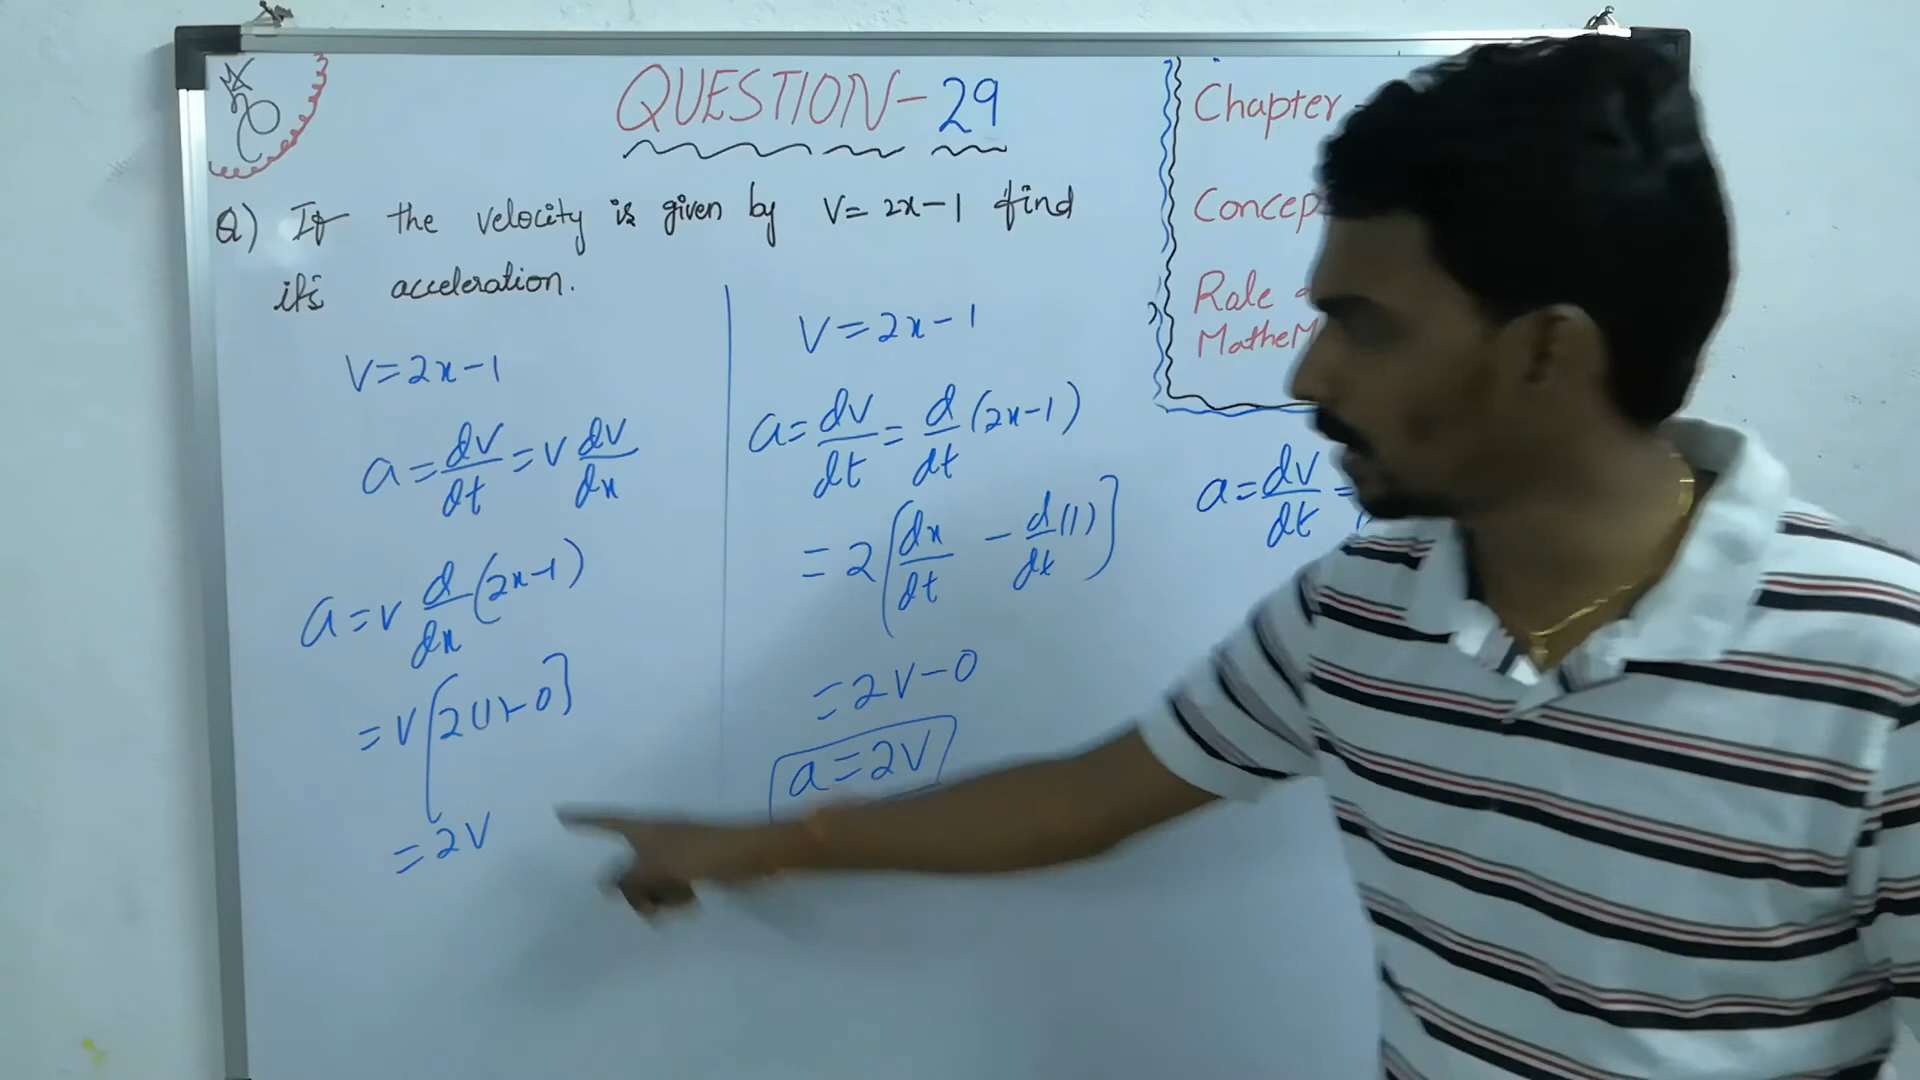 QUESTION-29
Q) If the velocity is given by V=2x-1 find
it's acceleration.
V=2x-1
a=dv/dt=v dv/dx
a=v d/dx(2x-1)
=v[2(1)-0]
=2v
V=2x-1
a=dv/dt=d/dt(2x-1)
=2[dx/dt-d/dt(1)]
=2v-0
a=2v
Chapter
Concep
Role
MatheM
a=dv/dt=